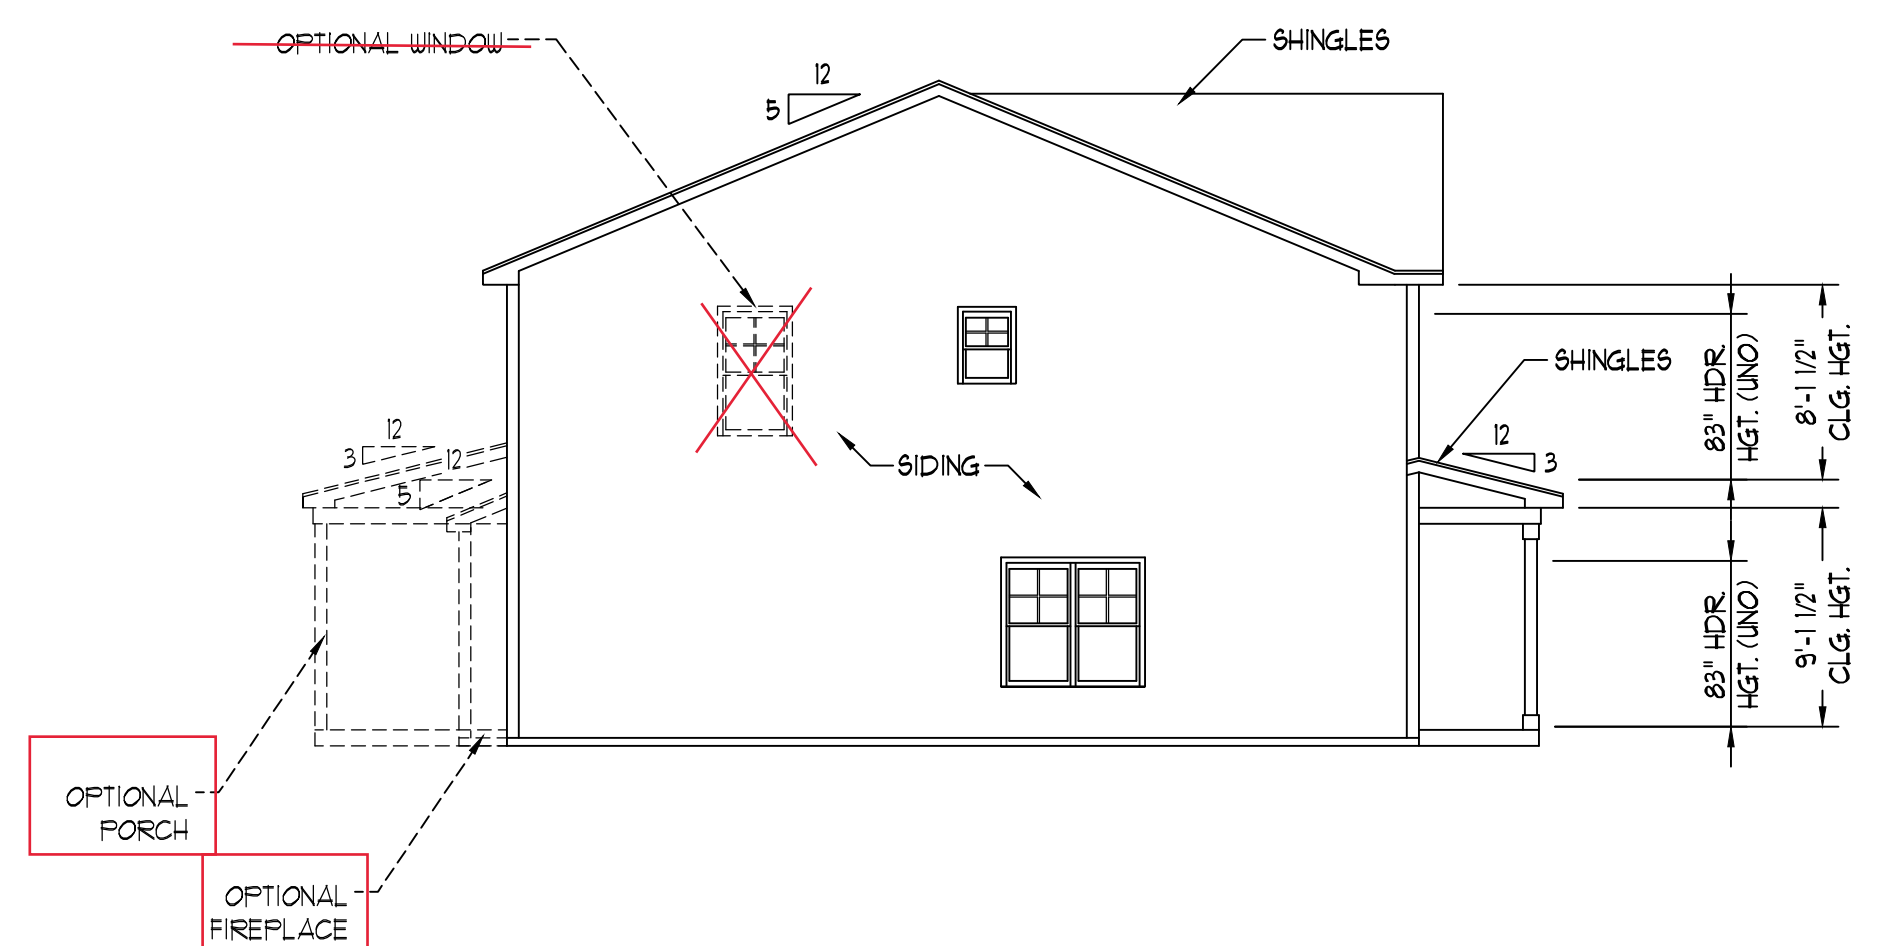 OPTIONAL WINDOW
SHINGLES
12
5
SHINGLES
83" HDR.
HGT. (UNO)
8'-1 1/2"
CLG. HGT.
12
3
12
5
SIDING
12
3
83" HDR.
HGT. (UNO)
9'-1 1/2"
CLG. HGT.
OPTIONAL
PORCH
OPTIONAL
FIREPLACE